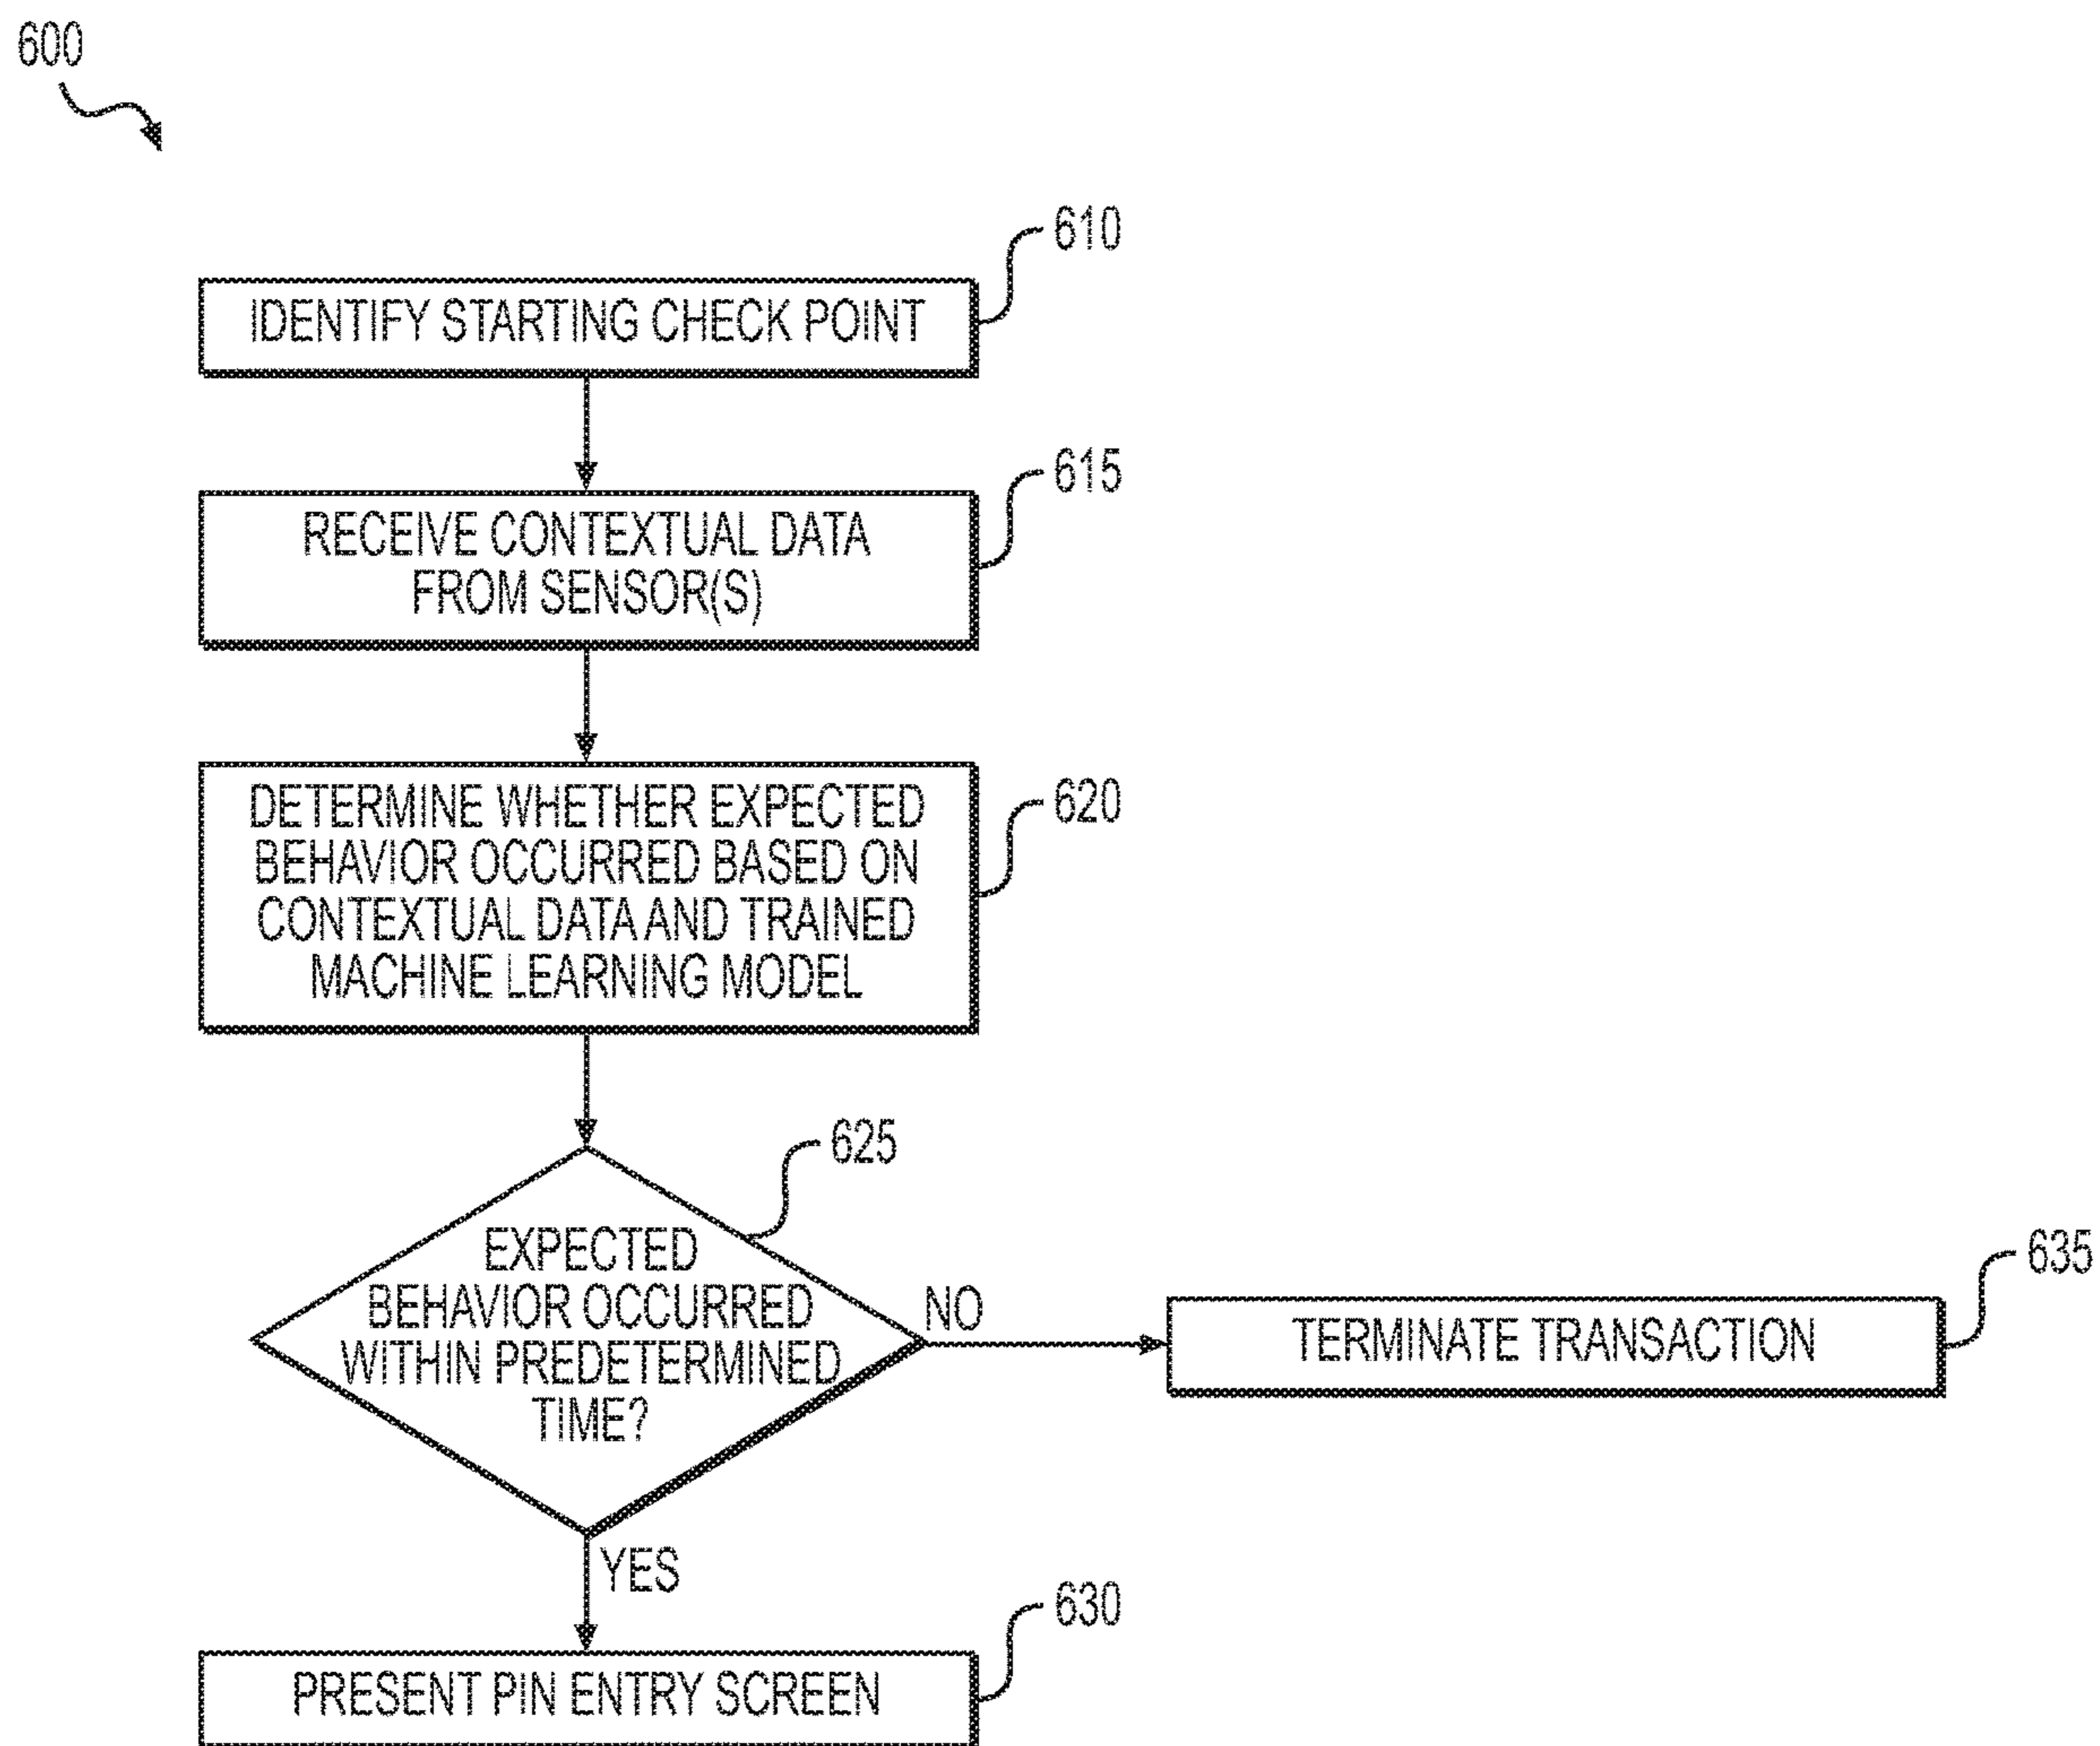 600
610
IDENTIFY STARTING CHECK POINT
615
RECEIVE CONTEXTUAL DATA
FROM SENSOR(S)
620
DETERMINE WHETHER EXPECTED
BEHAVIOR OCCURRED BASED ON
CONTEXTUAL DATA AND TRAINED
MACHINE LEARNING MODEL
625
EXPECTED
BEHAVIOR OCCURRED
WITHIN PREDETERMINED
TIME?
NO
635
TERMINATE TRANSACTION
YES
630
PRESENT PIN ENTRY SCREEN